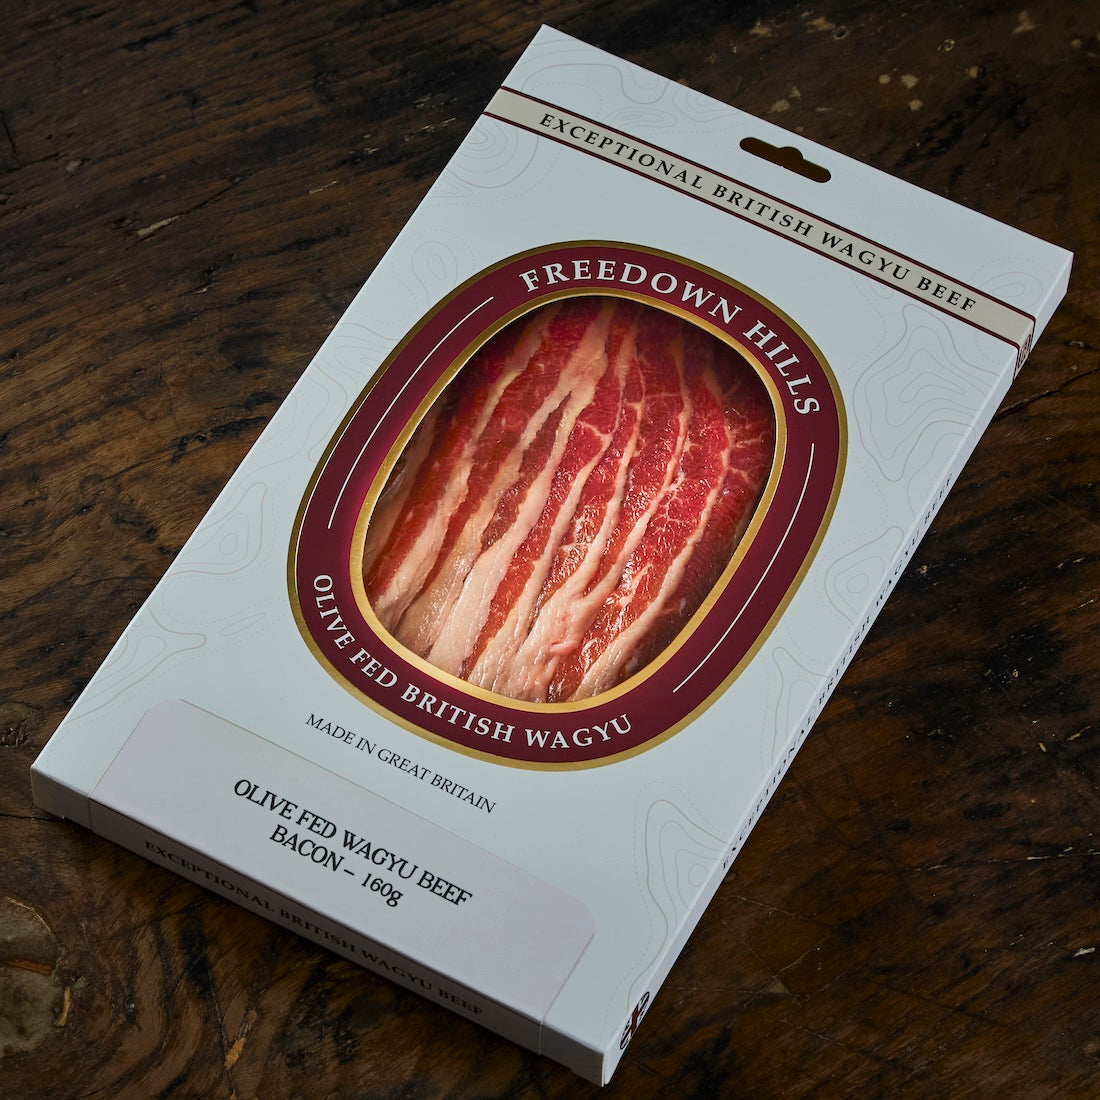 EXCEPTIONAL BRITISH WAGYU BEEF
FREEDOWN HILLS
OLIVE FED BRITISH WAGYU
MADE IN GREAT BRITAIN
OLIVE FED WAGYU BEEF
BACON – 160g
EXCEPTIONAL BRITISH WAGYU BEEF
EXCEPTIONAL BRITISH WAGYU BEEF